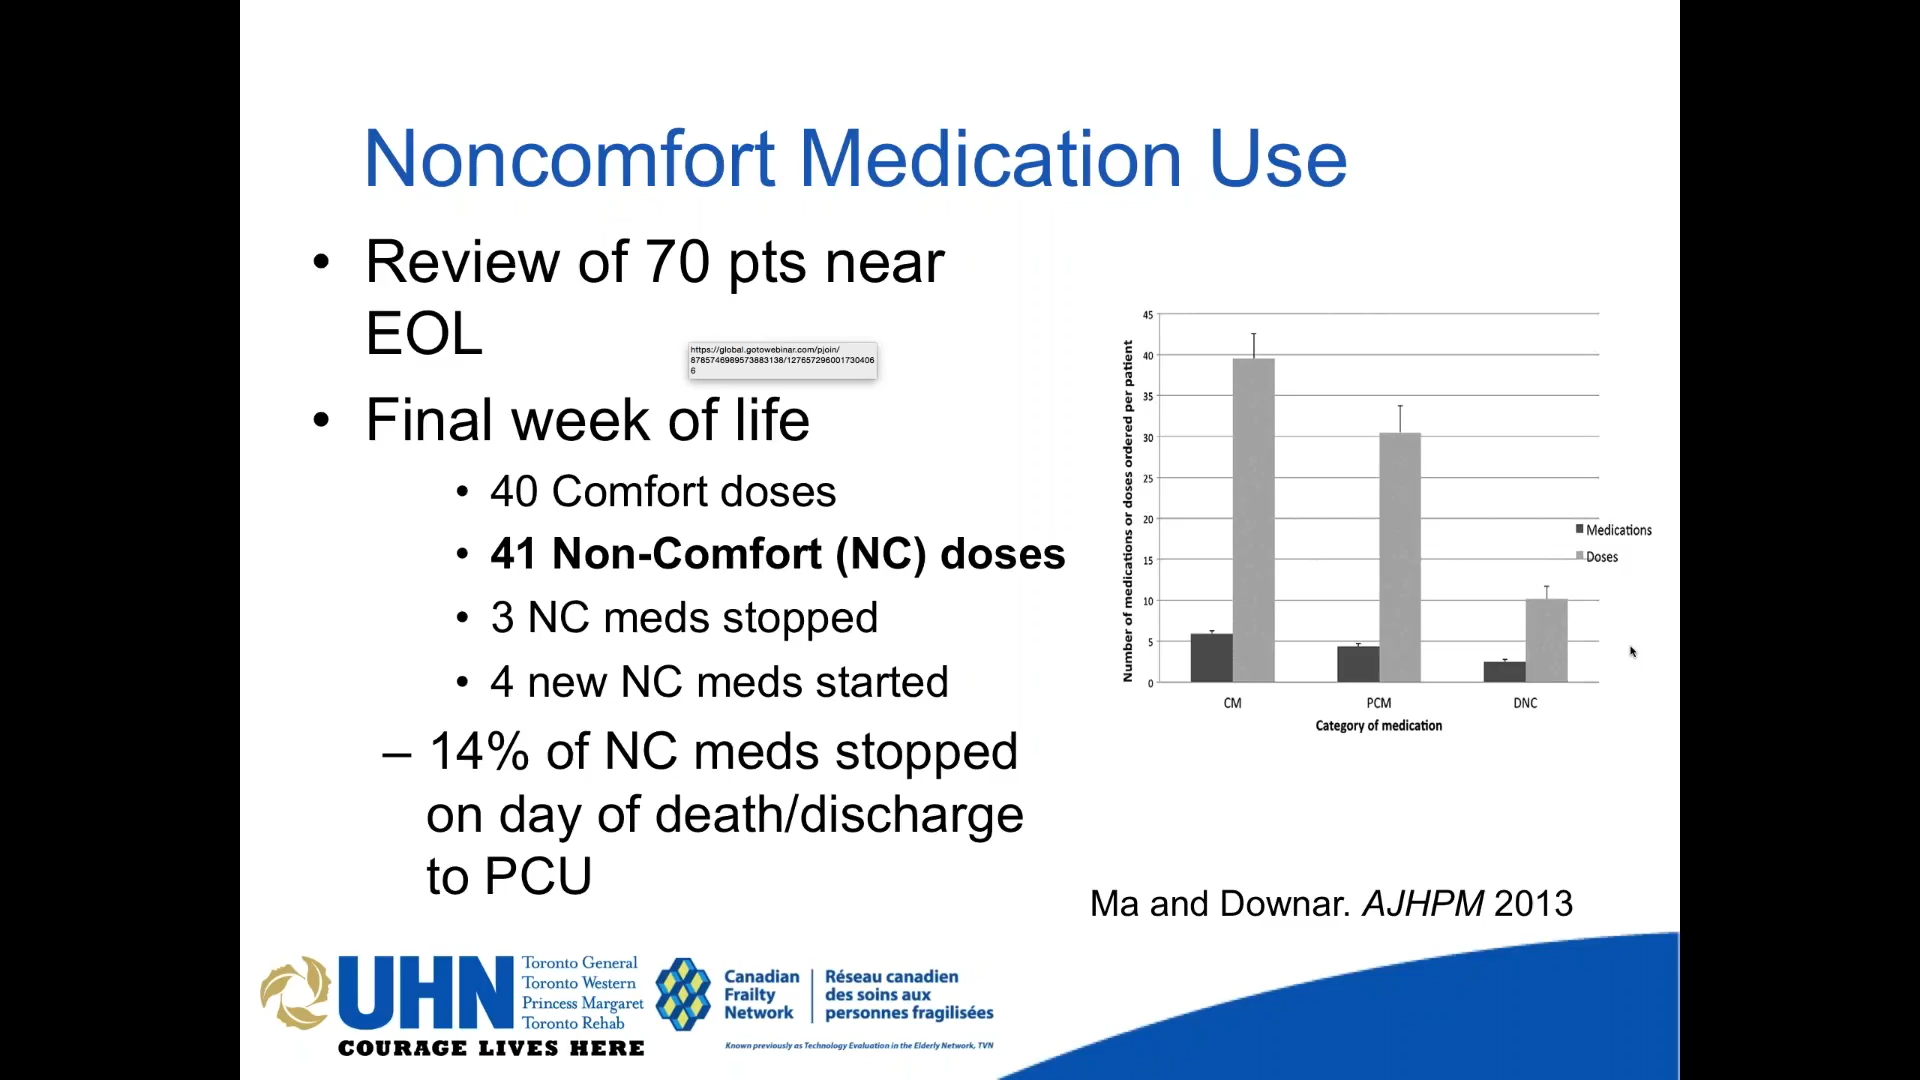 Noncomfort Medication Use
• Review of 70 pts near
EOL
https://global.gotowebinar.com/pjoin/
8785746989573883138/127657296001730406
6
• Final week of life
• 40 Comfort doses
• 41 Non-Comfort (NC) doses
• 3 NC meds stopped
• 4 new NC meds started
– 14% of NC meds stopped
on day of death/discharge
to PCU
Number of medications or doses ordered per patient
45
40
35
30
25
20
15
10
5
0
CM PCM DNC
Category of medication
Medications
Doses
Ma and Downar. AJHPM 2013
UHN
Toronto General
Toronto Western
Princess Margaret
Toronto Rehab
COURAGE LIVES HERE
Canadian
Frailty
Network
Réseau canadien
des soins aux
personnes fragilisées
Known previously as Technology Evaluation in the Elderly Network, TVN